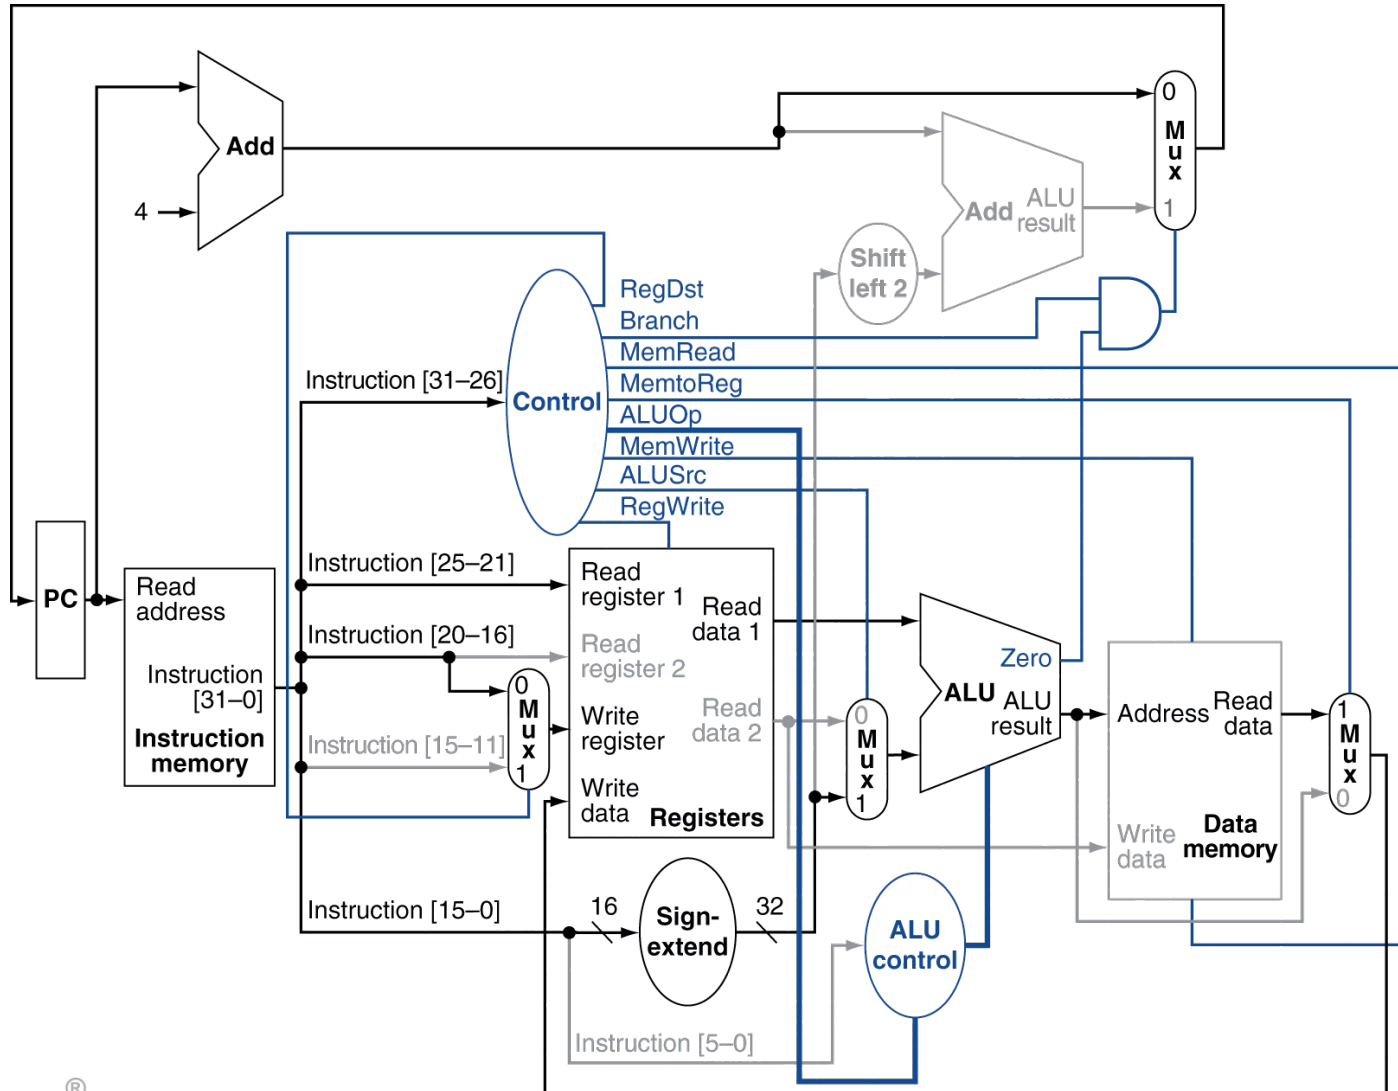 0
M
u
x
1
Add
4
Add
ALU
result
Shift
left 2
RegDst
Branch
MemRead
MemtoReg
ALUOp
MemWrite
ALUSrc
RegWrite
Instruction [31–26]
Control
Instruction [25–21]
PC
Read
address
Instruction
[31–0]
Instruction
memory
Instruction [20–16]
Instruction [15–11]
0
M
u
x
1
Read
register 1
Read
register 2
Write
register
Write
data
Read
data 1
Read
data 2
Registers
0
M
u
x
1
Zero
ALU
ALU
result
Address
Read
data
Write
data
Data
memory
1
M
u
x
0
Instruction [15–0]
16
Sign-
extend
32
ALU
control
Instruction [5–0]
®